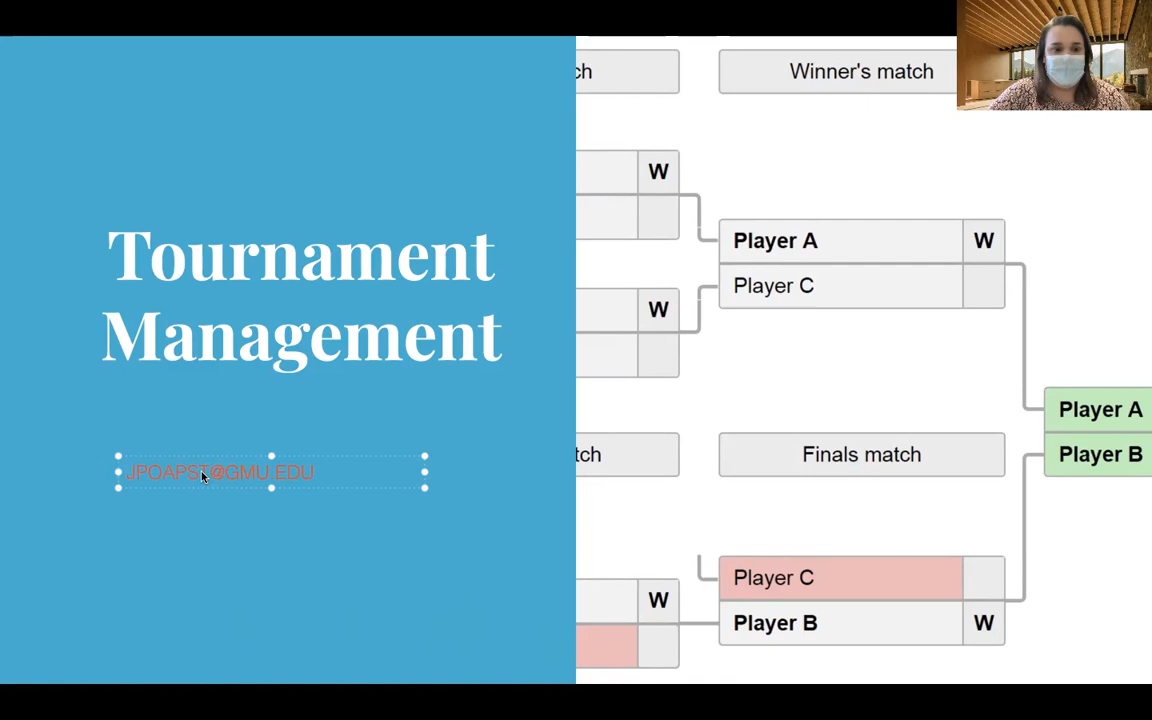 Tournament
Management
JPOAPST@GMU.EDU
ch
Winner's match
W
Player A
W
Player C
W
Player A
Player B
tch
Finals match
Player C
W
Player B
W